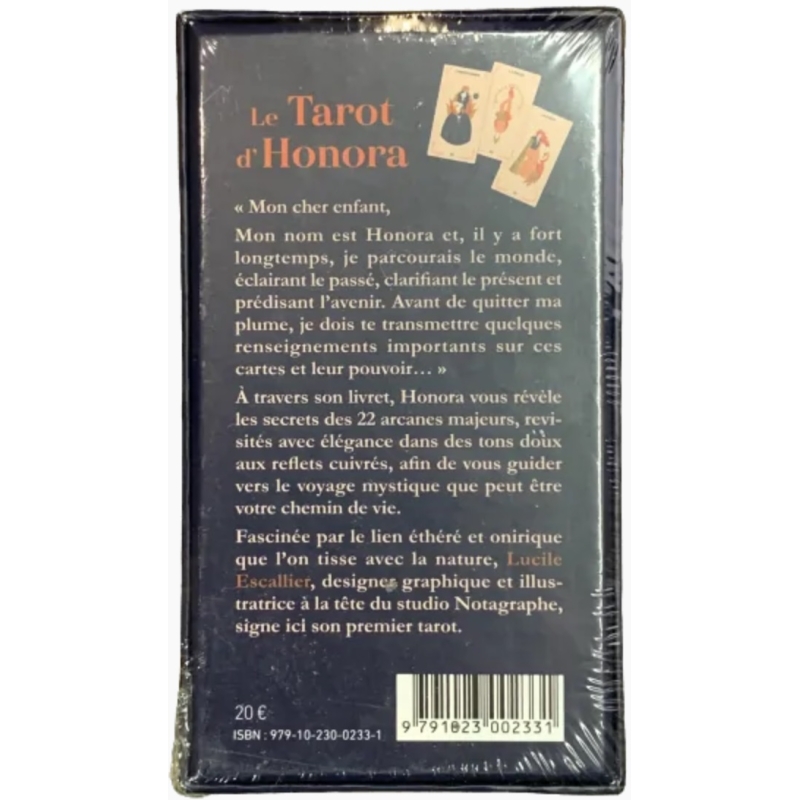 Le Tarot
d'Honora
« Mon cher enfant,
Mon nom est Honora et, il y a fort
longtemps, je parcourais le monde,
éclairant le passé, clarifiant le présent et
prédisant l'avenir. Avant de quitter ma
plume, je dois te transmettre quelques
renseignements importants sur ces
cartes et leur pouvoir... »
À travers son livret, Honora vous révèle
les secrets des 22 arcanes majeurs, revi-
sités avec élégance dans des tons doux
aux reflets cuivrés, afin de vous guider
vers le voyage mystique que peut être
votre chemin de vie.
Fascinée par le lien éthéré et onirique
que l'on tisse avec la nature, Lucile
Escallier, designer graphique et illus-
tratrice à la tête du studio Notagraphe,
signe ici son premier tarot.
20 €
ISBN : 979-10-230-0233-1
9 791023 002331